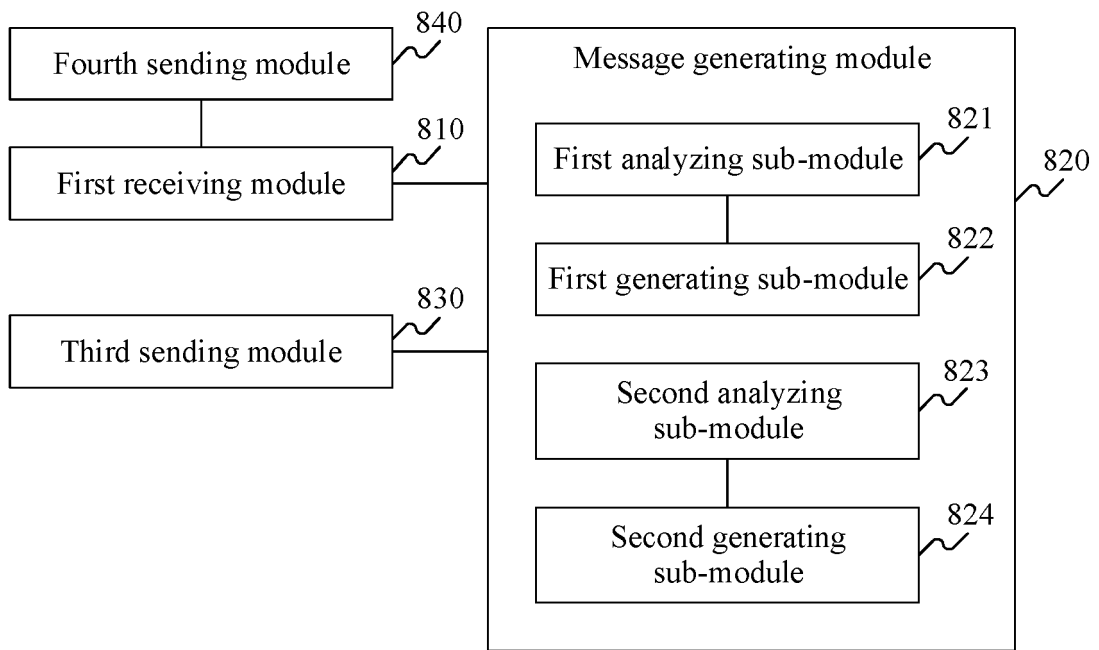 840
Fourth sending module
810
First receiving module
830
Third sending module
Message generating module
820
821
First analyzing sub-module
822
First generating sub-module
823
Second analyzing
sub-module
824
Second generating
sub-module